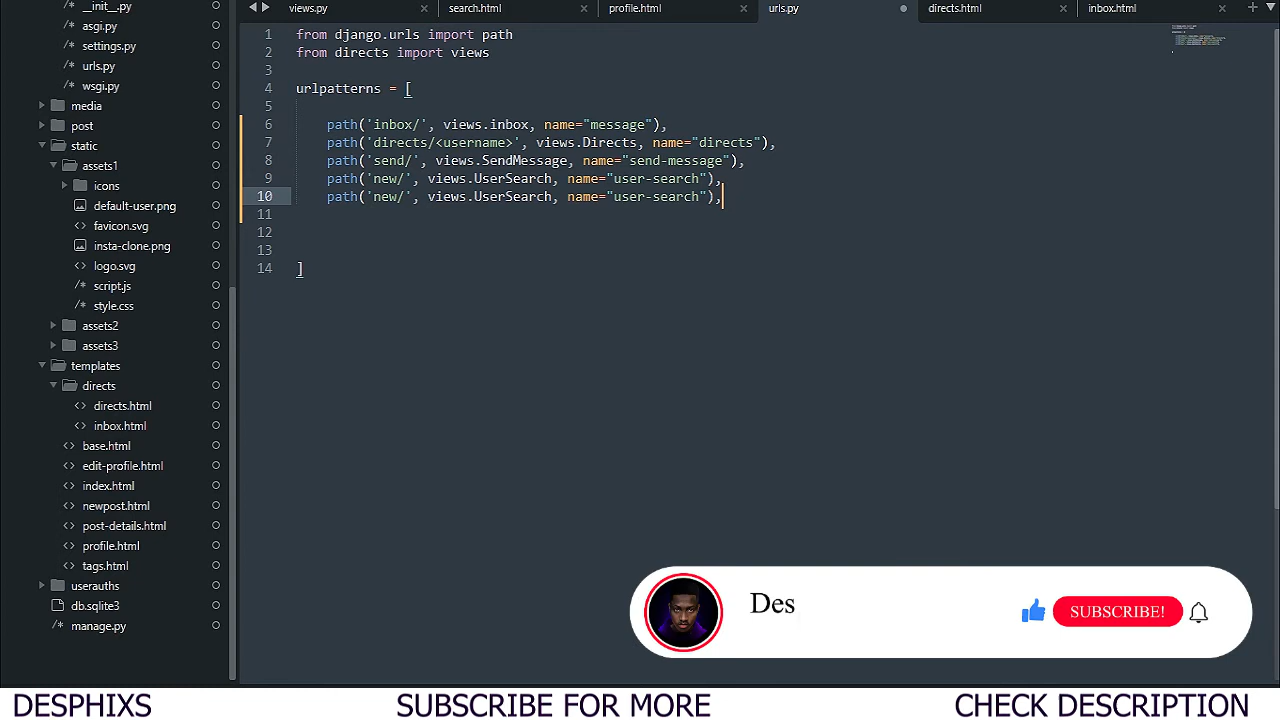 views.py
search.html
profile.html
urls.py
directs.html
inbox.html
__init__.py
asgi.py
settings.py
urls.py
wsgi.py
media
post
static
assets1
icons
default-user.png
favicon.svg
insta-clone.png
logo.svg
script.js
style.css
assets2
assets3
templates
directs
directs.html
inbox.html
base.html
edit-profile.html
index.html
newpost.html
post-details.html
profile.html
tags.html
userauths
db.sqlite3
manage.py
1 from django.urls import path
2 from directs import views
3
4 urlpatterns = [
5
6 path('inbox/', views.inbox, name="message"),
7 path('directs/<username>', views.Directs, name="directs"),
8 path('send/', views.SendMessage, name="send-message"),
9 path('new/', views.UserSearch, name="user-search"),
10 path('new/', views.UserSearch, name="user-search"),
11
12
13
14 ]
Des
SUBSCRIBE!
DESPHIXS
SUBSCRIBE FOR MORE
CHECK DESCRIPTION